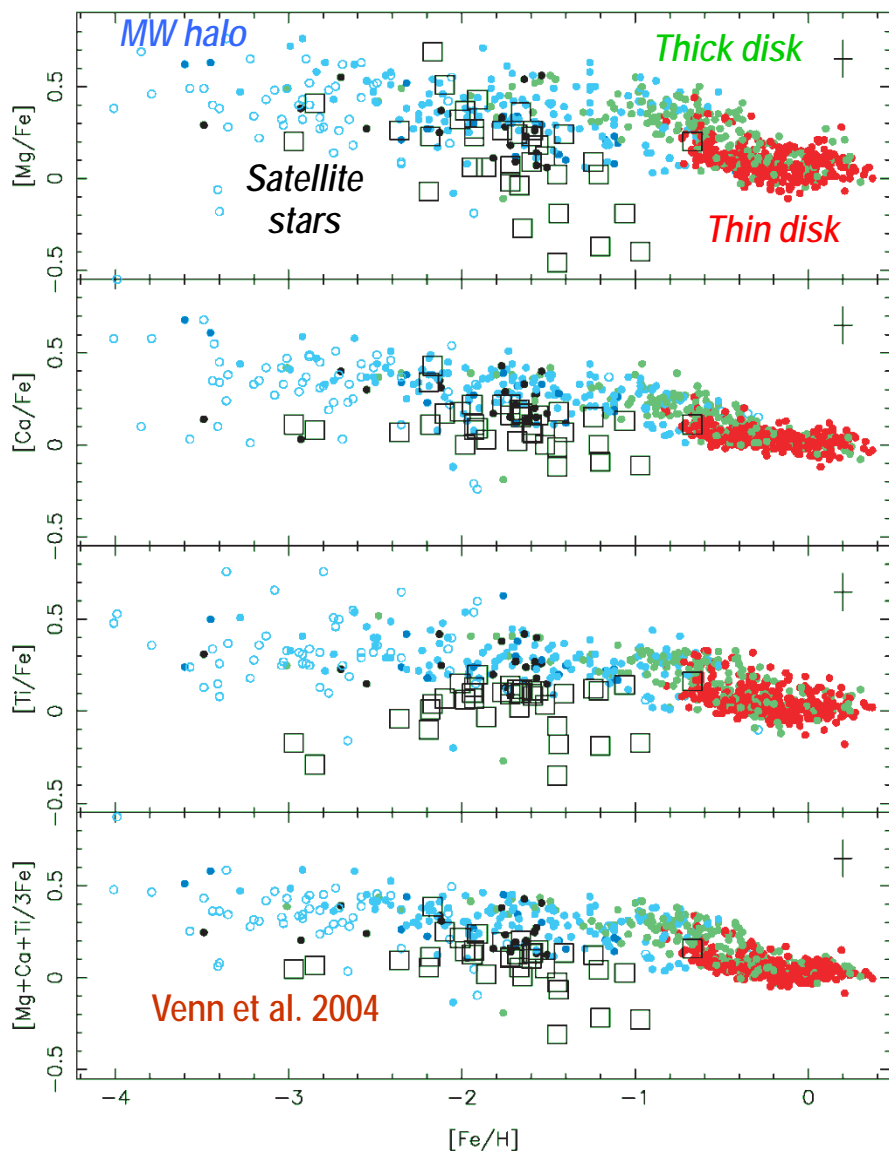 MW halo
Thick disk
Satellite
stars
Thin disk
[Mg/Fe]
0.5
0
-0.5
[Ca/Fe]
0.5
0
-0.5
[Ti/Fe]
0.5
0
-0.5
[Mg+Ca+Ti/3Fe]
0.5
0
-0.5
Venn et al. 2004
-4 -3 -2 -1 0
[Fe/H]